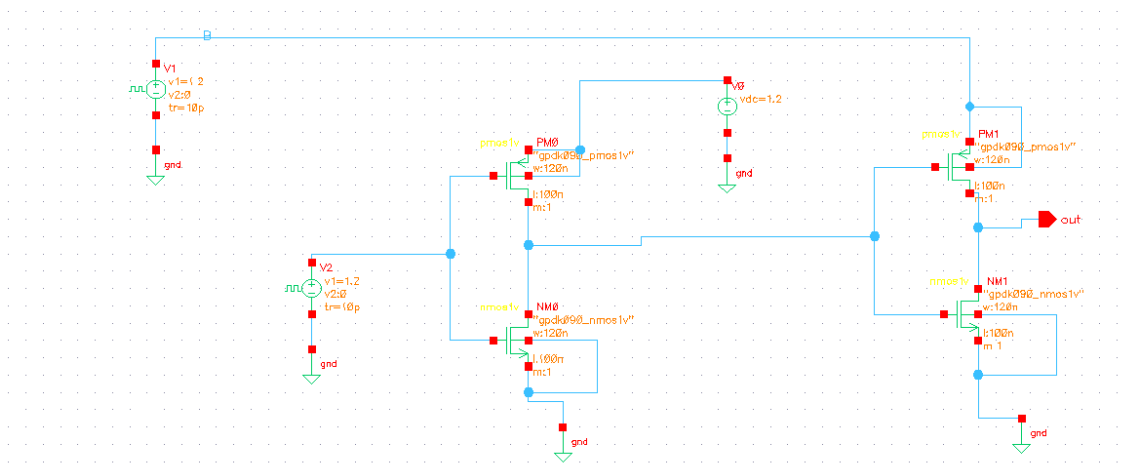 B
V1
v1=1.2
v2:0
tr=10p
gnd
V0
vdc=1.2
gnd
pmos1v
PM0
"gpdk090_pmos1v"
w:120n
l:100n
m:1
pmos1v
PM1
"gpdk090_pmos1v"
w:120n
l:100n
m:1
out
V2
v1=1.2
v2:0
tr=10p
gnd
nmos1v
NM0
"gpdk090_nmos1v"
w:120n
l:100n
m:1
gnd
nmos1v
NM1
"gpdk090_nmos1v"
w:120n
l:100n
m 1
gnd